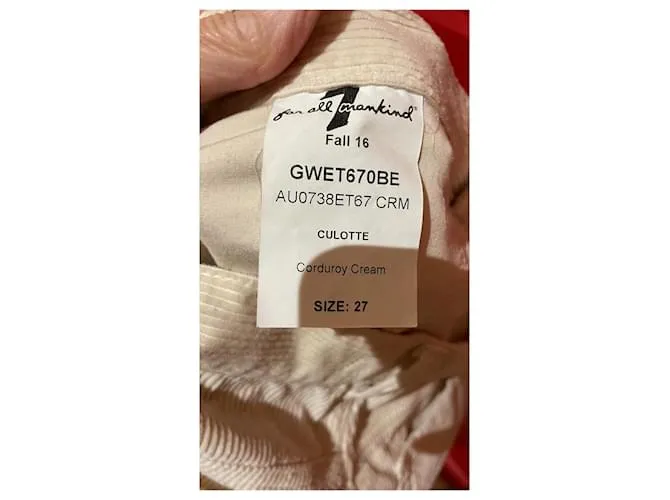 7
for all mankind®
Fall 16
GWET670BE
AU0738ET67 CRM
CULOTTE
Corduroy Cream
SIZE: 27